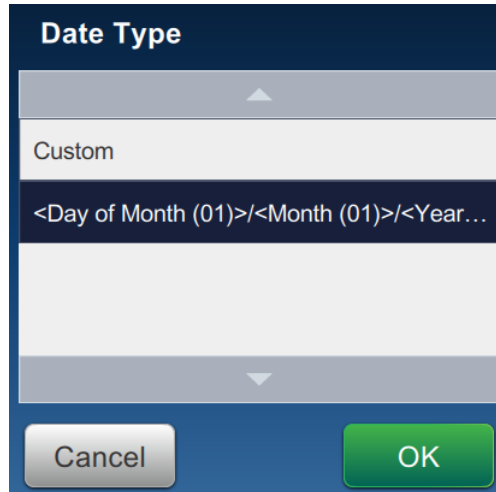 Date Type
Custom
<Day of Month (01)>/<Month (01)>/<Year…
Cancel
OK